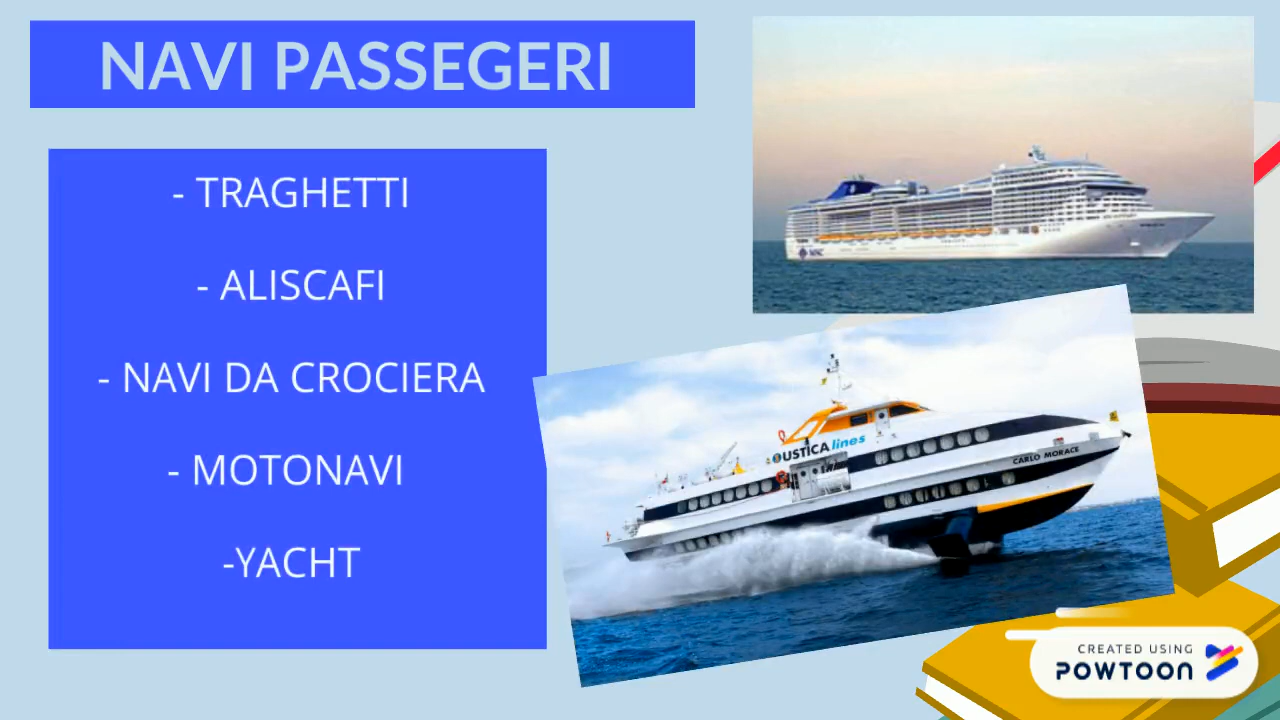 NAVI PASSEGERI
- TRAGHETTI
- ALISCAFI
- NAVI DA CROCIERA
- MOTONAVI
-YACHT
USTICA lines
CARLO MORACE
CREATED USING
POWTOON